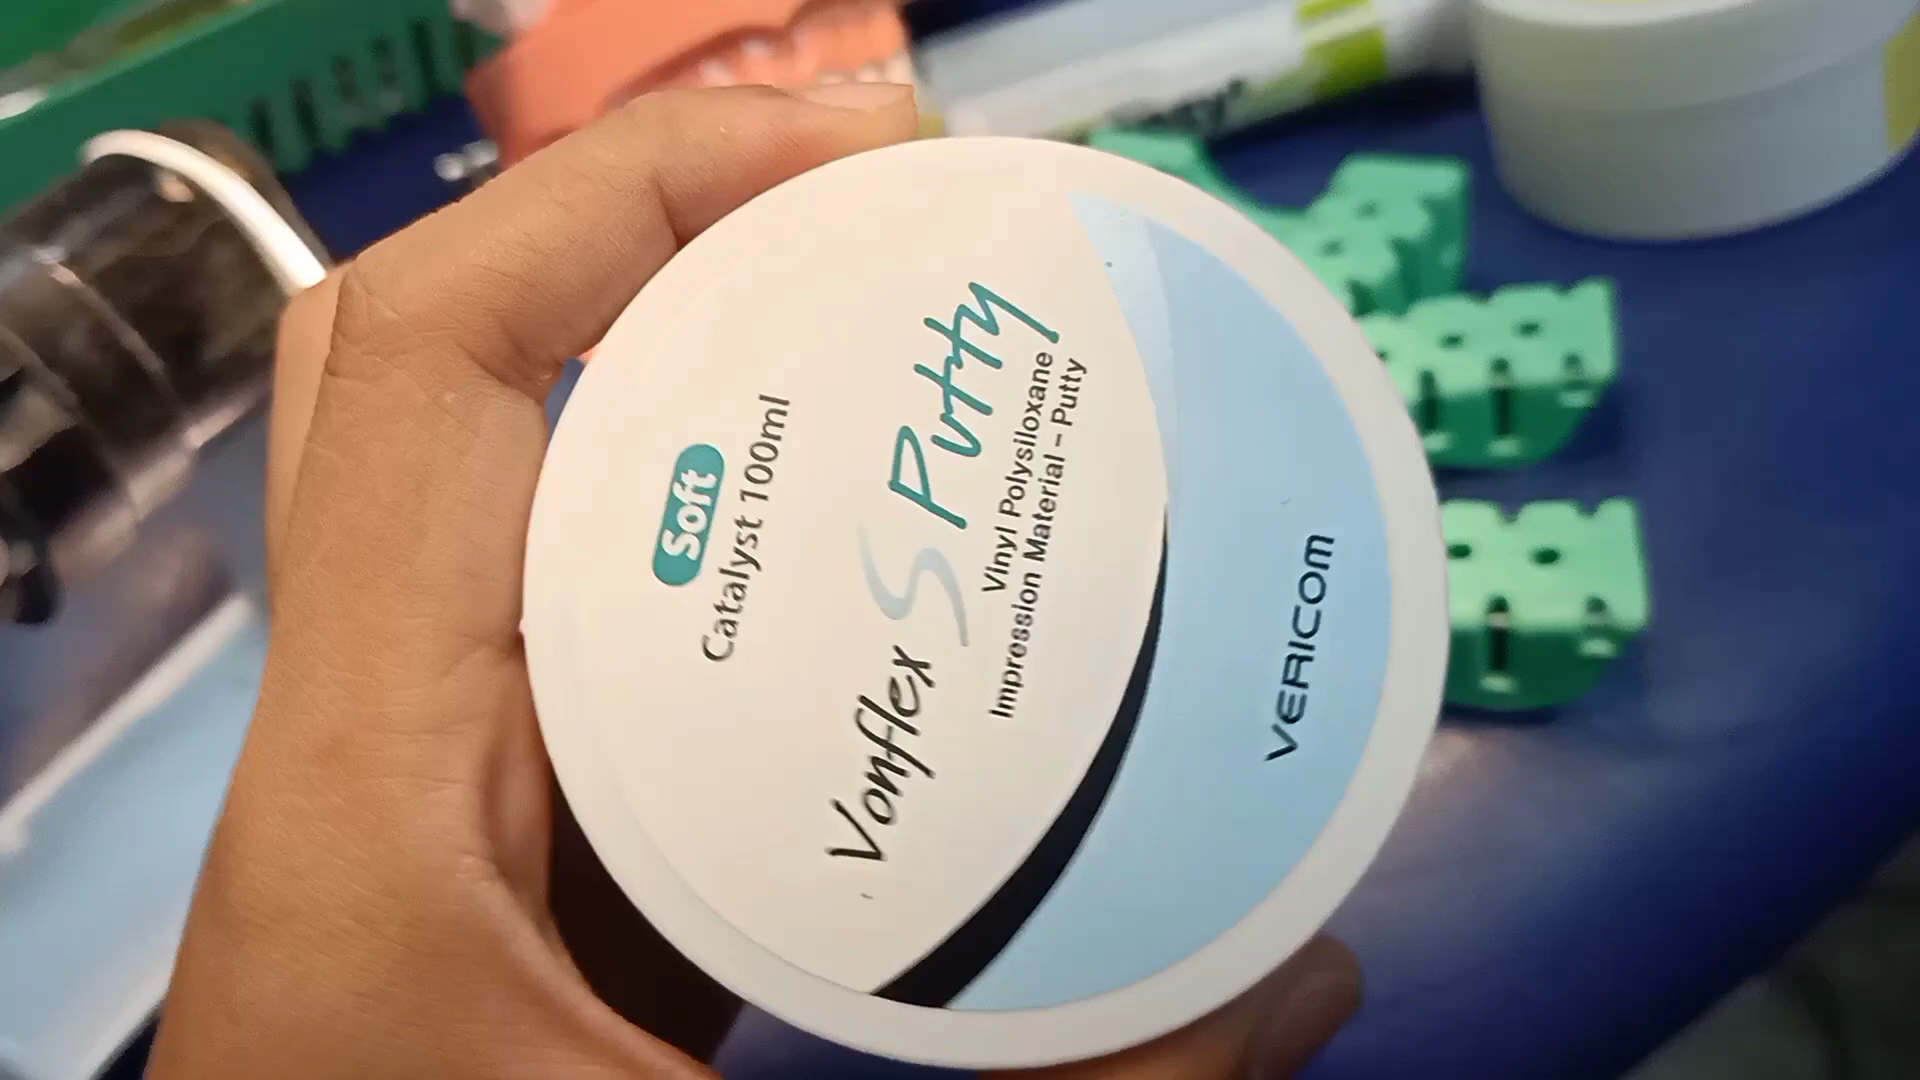 Soft
Catalyst 100ml
Vonflex S Putty
Vinyl Polysiloxane
Impression Material – Putty
VERICOM